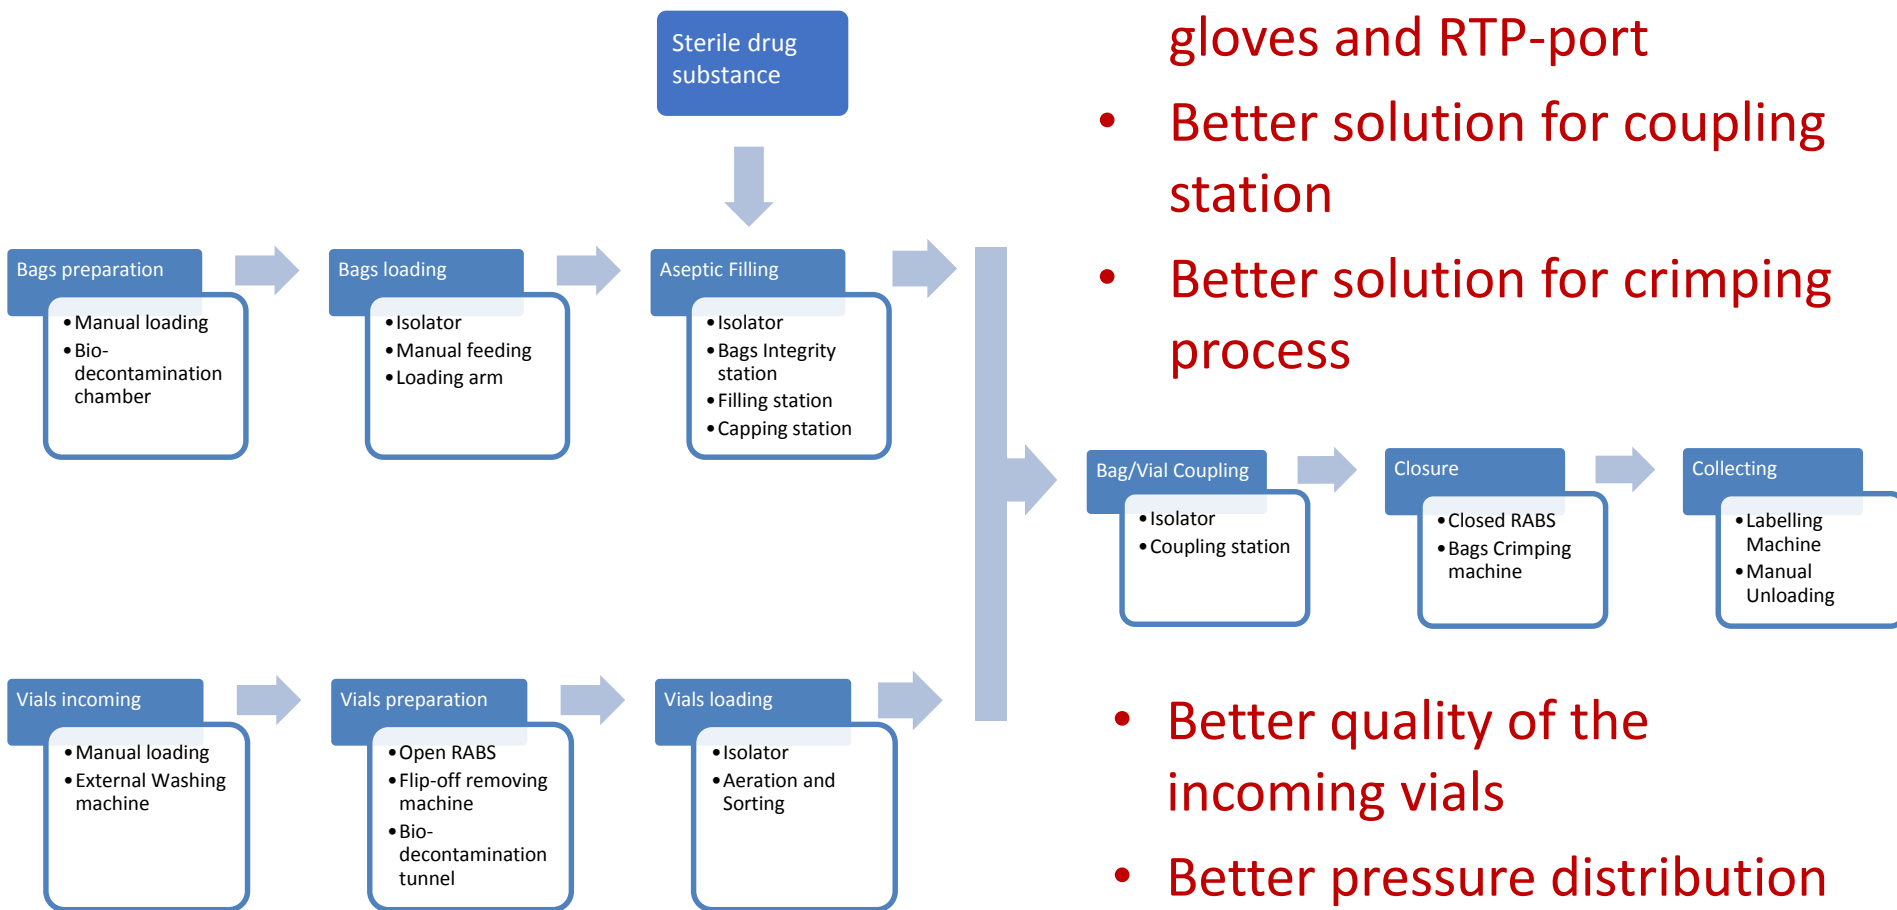 Sterile drug
substance
gloves and RTP-port
• Better solution for coupling
station
• Better solution for crimping
process
Bags preparation
•Manual loading
•Bio-
decontamination
chamber
Bags loading
•Isolator
•Manual feeding
•Loading arm
Aseptic Filling
•Isolator
•Bags Integrity
station
•Filling station
•Capping station
Bag/Vial Coupling
•Isolator
•Coupling station
Closure
•Closed RABS
•Bags Crimping
machine
Collecting
•Labelling
Machine
•Manual
Unloading
Vials incoming
•Manual loading
•External Washing
machine
Vials preparation
•Open RABS
•Flip-off removing
machine
•Bio-
decontamination
tunnel
Vials loading
•Isolator
•Aeration and
Sorting
• Better quality of the
incoming vials
• Better pressure distribution